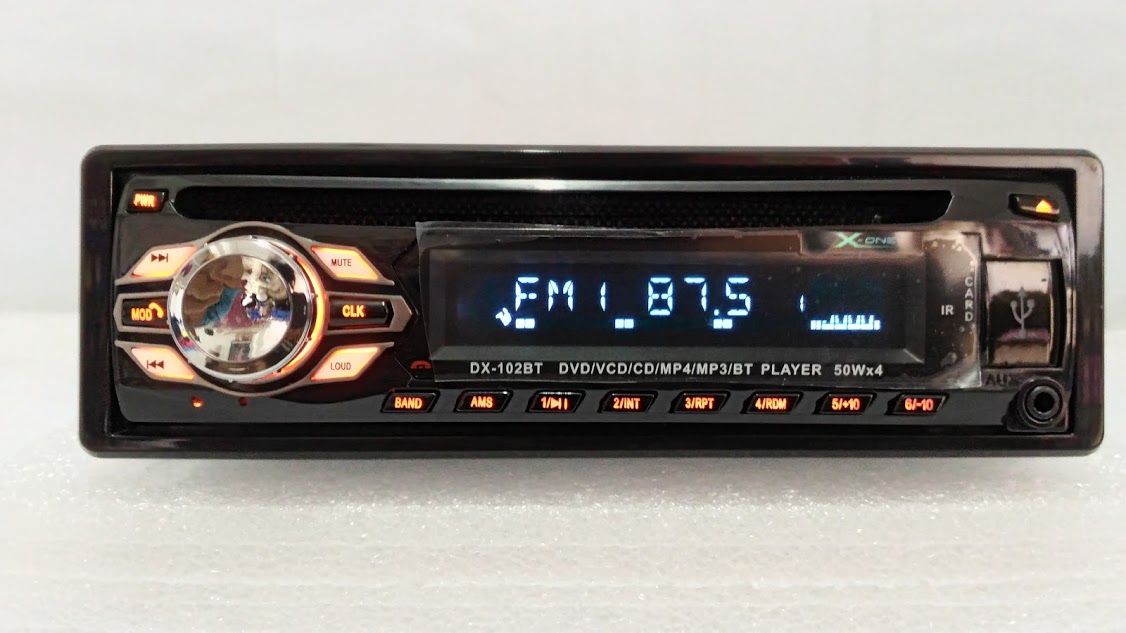 PWR
X-ONE
MUTE
MOD
CLK
FM1 87.5
IR
CARD
LOUD
DX-102BT DVD/VCD/CD/MP4/MP3/BT PLAYER 50Wx4
AUX
BAND
AMS
1/▶||
2/INT
3/RPT
4/RDM
5/+10
6/-10